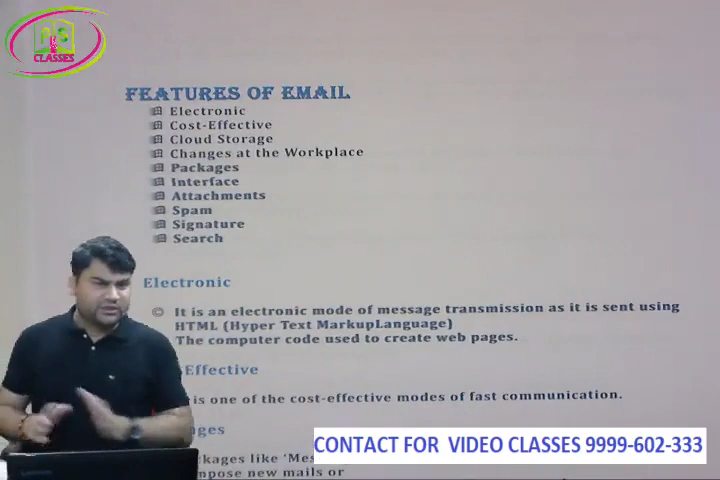 CLASSES
FEATURES OF EMAIL
Electronic
Cost-Effective
Cloud Storage
Changes at the Workplace
Packages
Interface
Attachments
Spam
Signature
Search
Electronic
© It is an electronic mode of message transmission as it is sent using
HTML (Hyper Text MarkupLanguage)
The computer code used to create web pages.
Effective
is one of the cost-effective modes of fast communication.
ges
kages like 'Mes
mpose new mails or
CONTACT FOR VIDEO CLASSES 9999-602-333